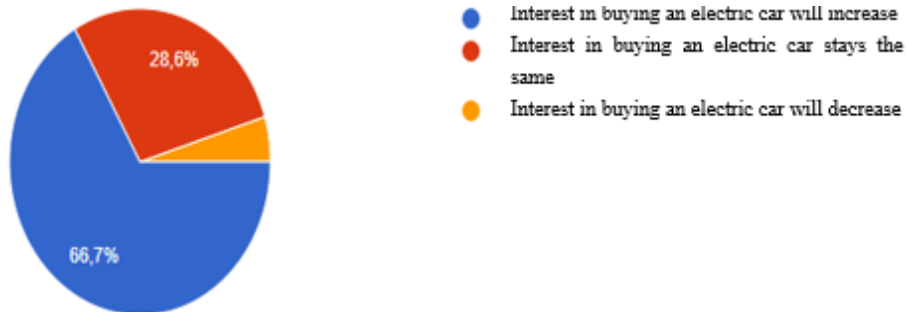 Interest in buying an electric car will increase
Interest in buying an electric car stays the
same
Interest in buying an electric car will decrease
28,6%
66,7%